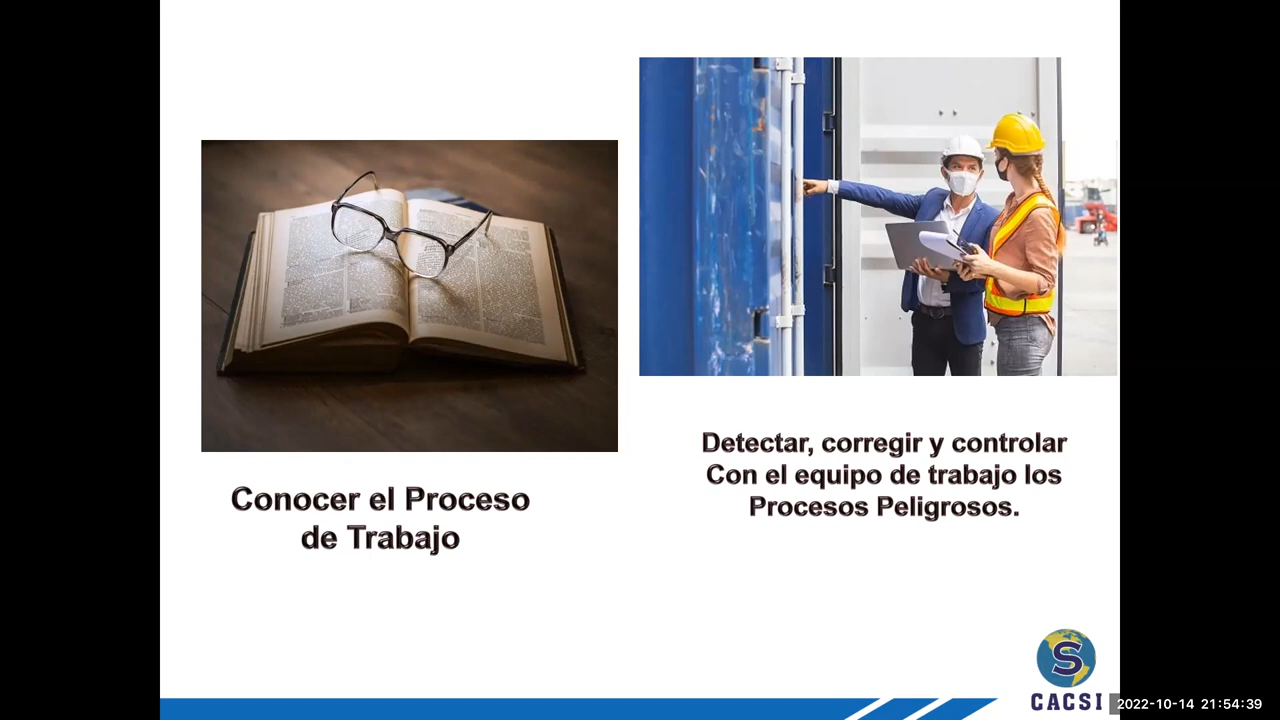 Conocer el Proceso
de Trabajo
Detectar, corregir y controlar
Con el equipo de trabajo los
Procesos Peligrosos.
S
CACSI
2022-10-14 21:54:39